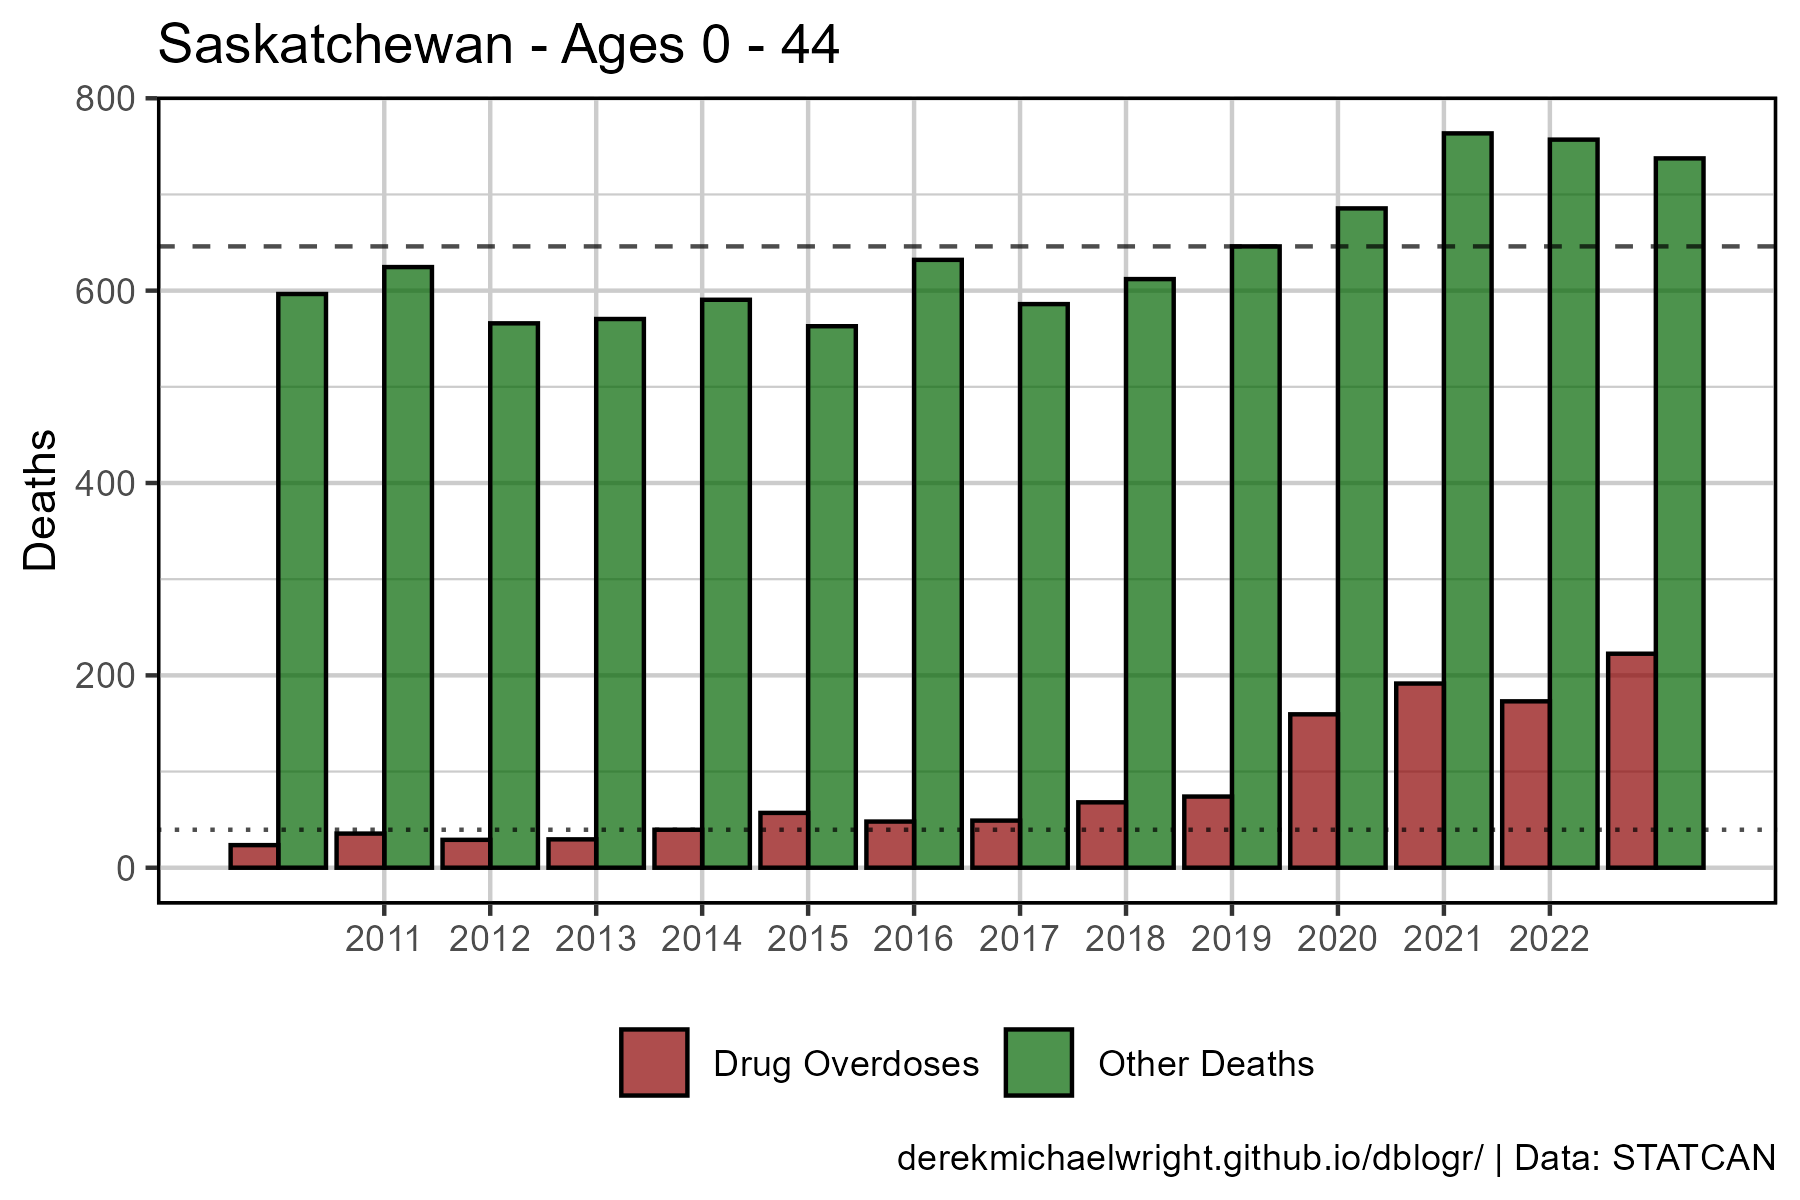 Saskatchewan - Ages 0 - 44
800
600
400
200
0
Deaths
2011 2012 2013 2014 2015 2016 2017 2018 2019 2020 2021 2022
Drug Overdoses Other Deaths
derekmichaelwright.github.io/dblogr/ | Data: STATCAN